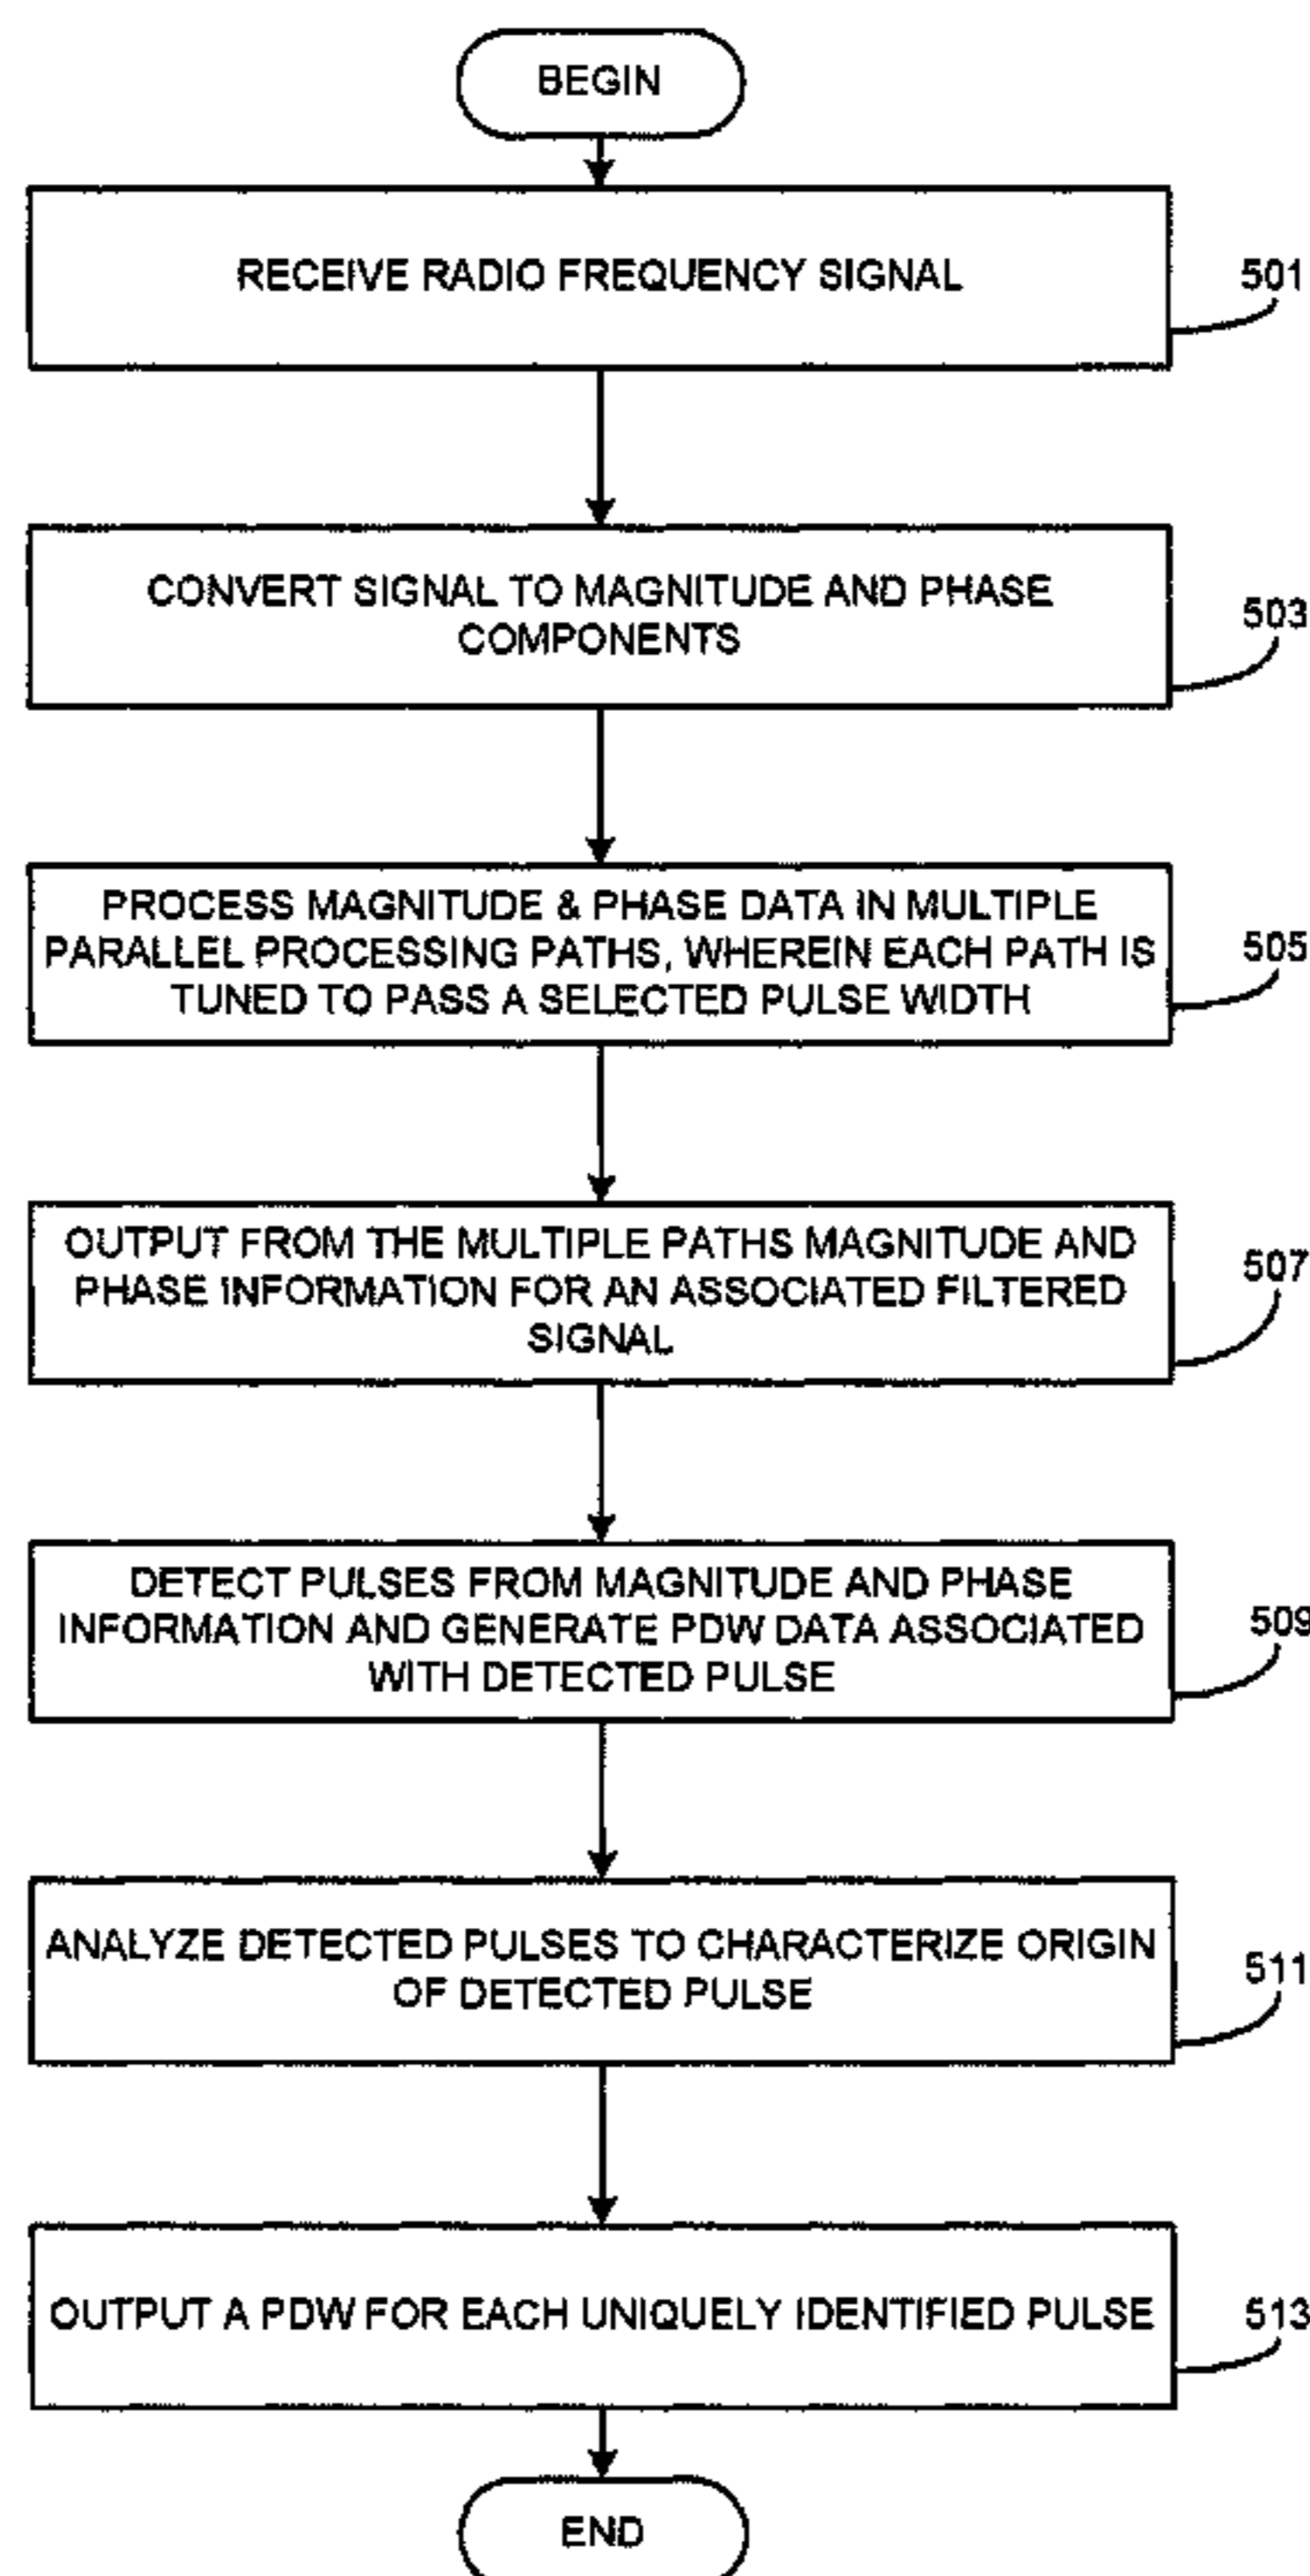 BEGIN
RECEIVE RADIO FREQUENCY SIGNAL
501
CONVERT SIGNAL TO MAGNITUDE AND PHASE
COMPONENTS
503
PROCESS MAGNITUDE & PHASE DATA IN MULTIPLE
PARALLEL PROCESSING PATHS, WHEREIN EACH PATH IS
TUNED TO PASS A SELECTED PULSE WIDTH
505
OUTPUT FROM THE MULTIPLE PATHS MAGNITUDE AND
PHASE INFORMATION FOR AN ASSOCIATED FILTERED
SIGNAL
507
DETECT PULSES FROM MAGNITUDE AND PHASE
INFORMATION AND GENERATE PDW DATA ASSOCIATED
WITH DETECTED PULSE
509
ANALYZE DETECTED PULSES TO CHARACTERIZE ORIGIN
OF DETECTED PULSE
511
OUTPUT A PDW FOR EACH UNIQUELY IDENTIFIED PULSE
513
END